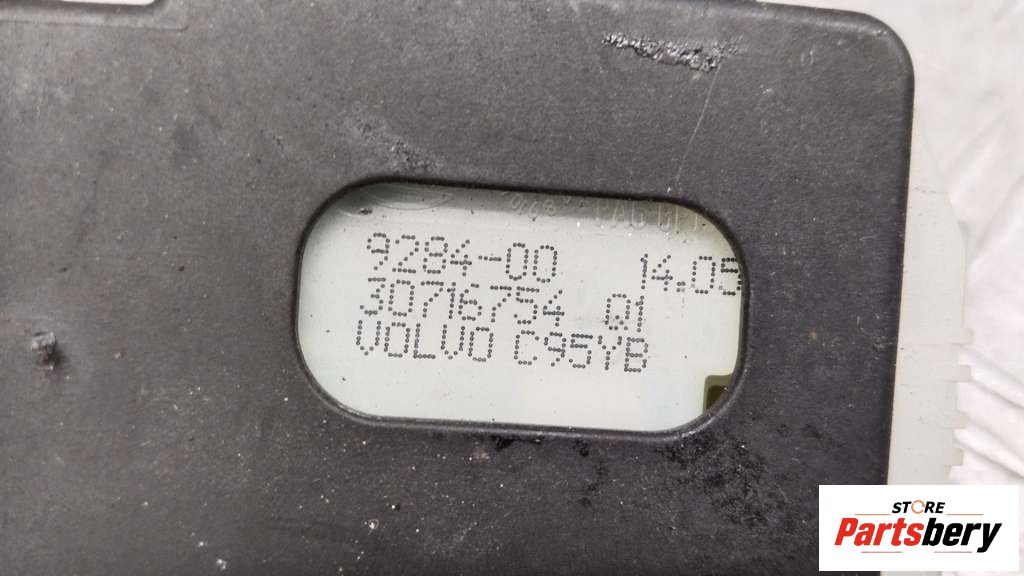 9284-00 14.05
30716754 Q1
VOLVO C95YB
STORE
Partsbery